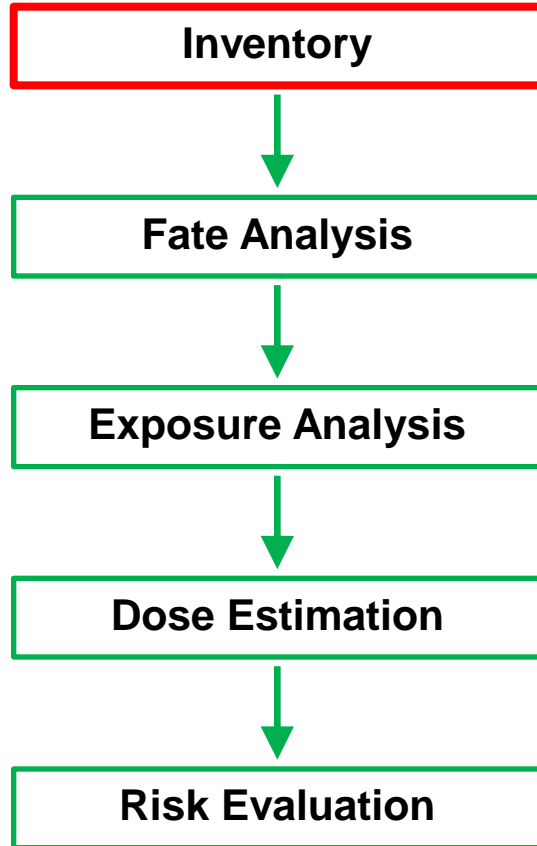 Inventory
Fate Analysis
Exposure Analysis
Dose Estimation
Risk Evaluation